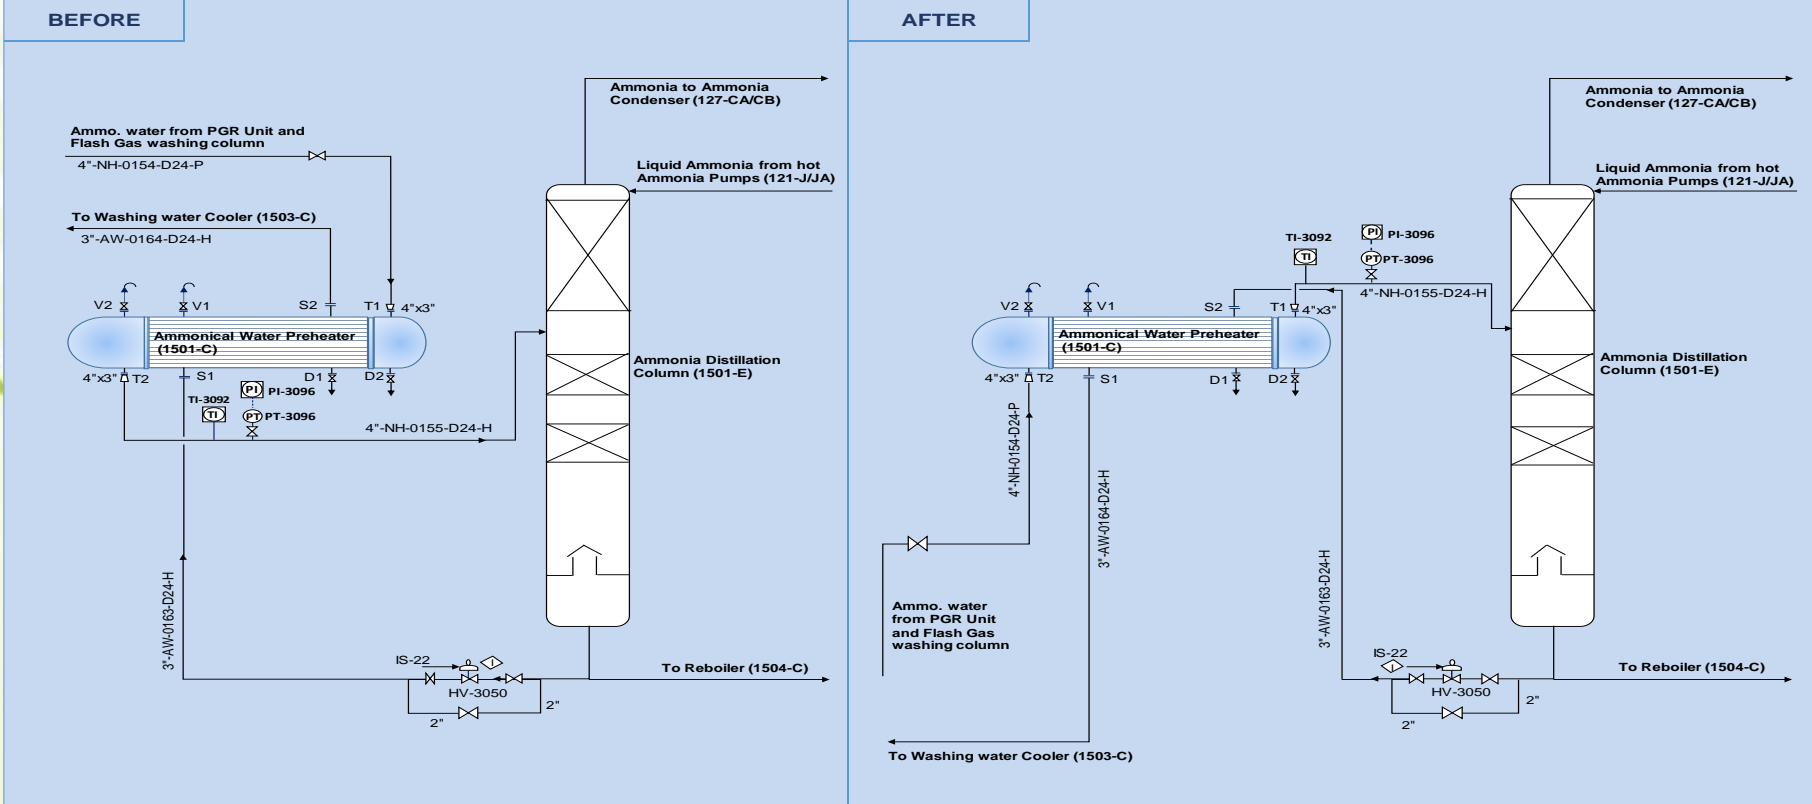 BEFORE
Ammonia to Ammonia
Condenser (127-CA/CB)
Ammo. water from PGR Unit and
Flash Gas washing column
4"-NH-0154-D24-P
Liquid Ammonia from hot
Ammonia Pumps (121-J/JA)
To Washing water Cooler (1503-C)
3"-AW-0164-D24-H
V2
V1
S2
T1
4"x3"
Ammonical Water Preheater
(1501-C)
4"x3"
T2
S1
D1
D2
PI
PI-3096
TI-3092
TI
PT
PT-3096
4"-NH-0155-D24-H
Ammonia Distillation
Column (1501-E)
3"-AW-0163-D24-H
IS-22
I
HV-3050
2"
2"
To Reboiler (1504-C)
AFTER
Ammonia to Ammonia
Condenser (127-CA/CB)
Liquid Ammonia from hot
Ammonia Pumps (121-J/JA)
PI
PI-3096
TI-3092
TI
PT
PT-3096
4"-NH-0155-D24-H
V2
V1
S2
T1
4"x3"
Ammonical Water Preheater
(1501-C)
4"x3"
T2
S1
D1
D2
Ammonia Distillation
Column (1501-E)
4"-NH-0154-D24-P
3"-AW-0164-D24-H
3"-AW-0163-D24-H
Ammo. water
from PGR Unit
and Flash Gas
washing column
IS-22
I
HV-3050
2"
2"
To Reboiler (1504-C)
To Washing water Cooler (1503-C)